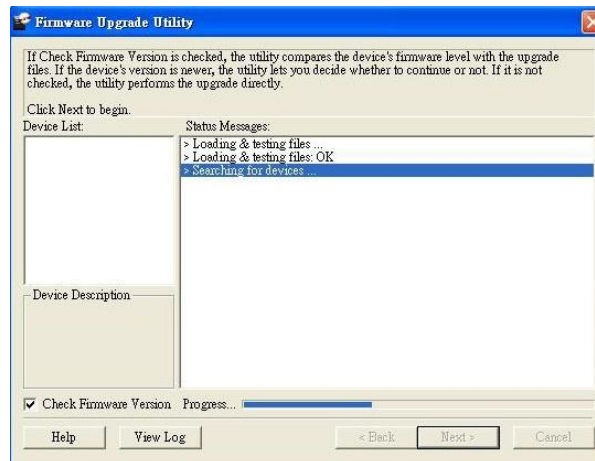 Firmware Upgrade Utility
If Check Firmware Version is checked, the utility compares the device's firmware level with the upgrade
files. If the device's version is newer, the utility lets you decide whether to continue or not. If it is not
checked, the utility performs the upgrade directly.
Click Next to begin.
Device List:
Status Messages:
> Loading & testing files ...
> Loading & testing files: OK
> Searching for devices ...
Device Description
Check Firmware Version
Progress...
Help
View Log
< Back
Next >
Cancel